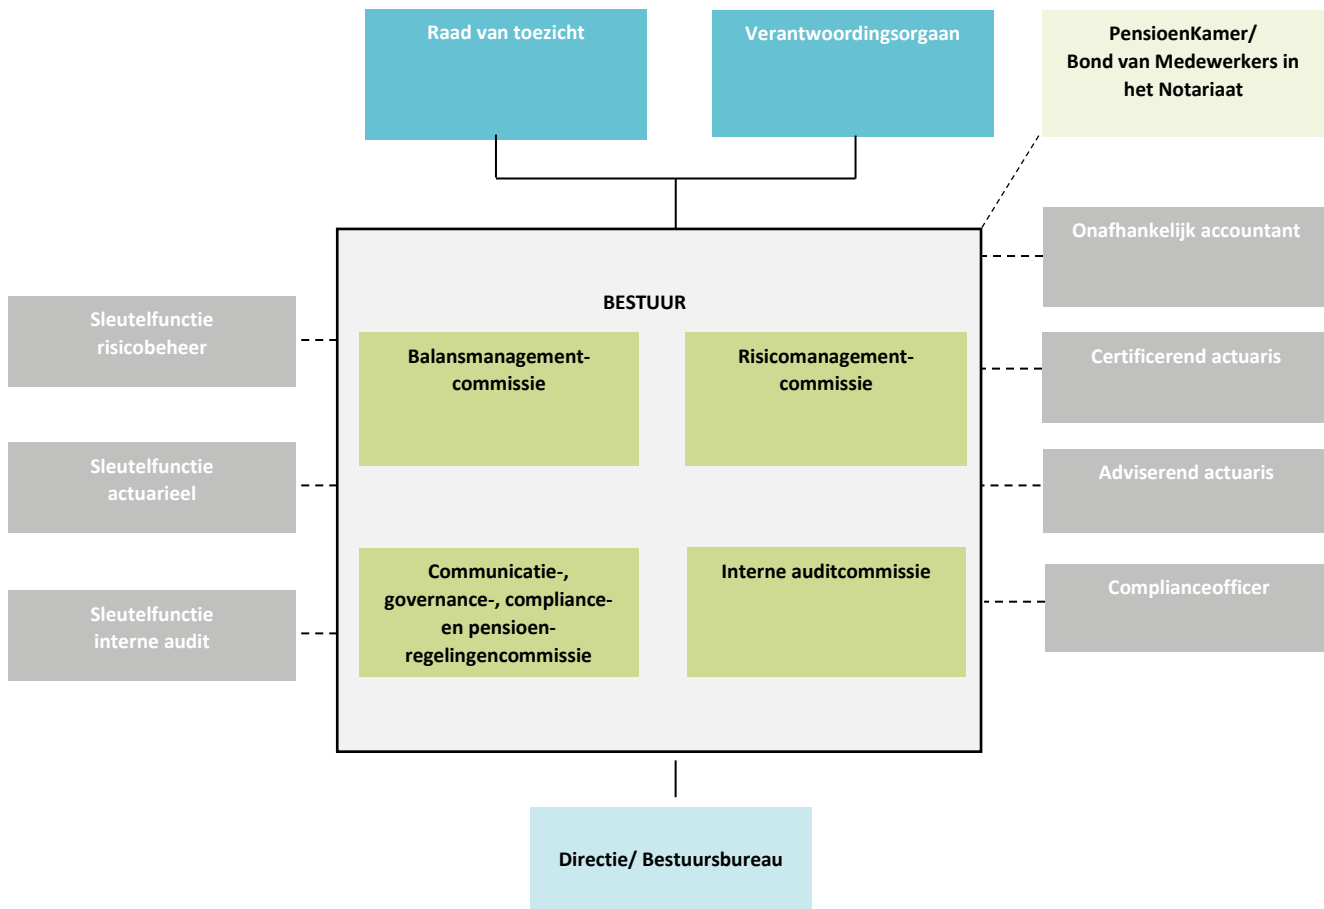 Raad van toezicht
Verantwoordingsorgaan
PensioenKamer/
Bond van Medewerkers in
het Notariaat
Onafhankelijk accountant
BESTUUR
Sleutelfunctie
risicobeheer
Balansmanagement-
commissie
Risicomanagement-
commissie
Certificerend actuaris
Sleutelfunctie
actuarieel
Adviserend actuaris
Communicatie-,
governance-, compliance-
en pensioen-
regelingencommissie
Interne auditcommissie
Complianceofficer
Sleutelfunctie
interne audit
Directie/ Bestuursbureau